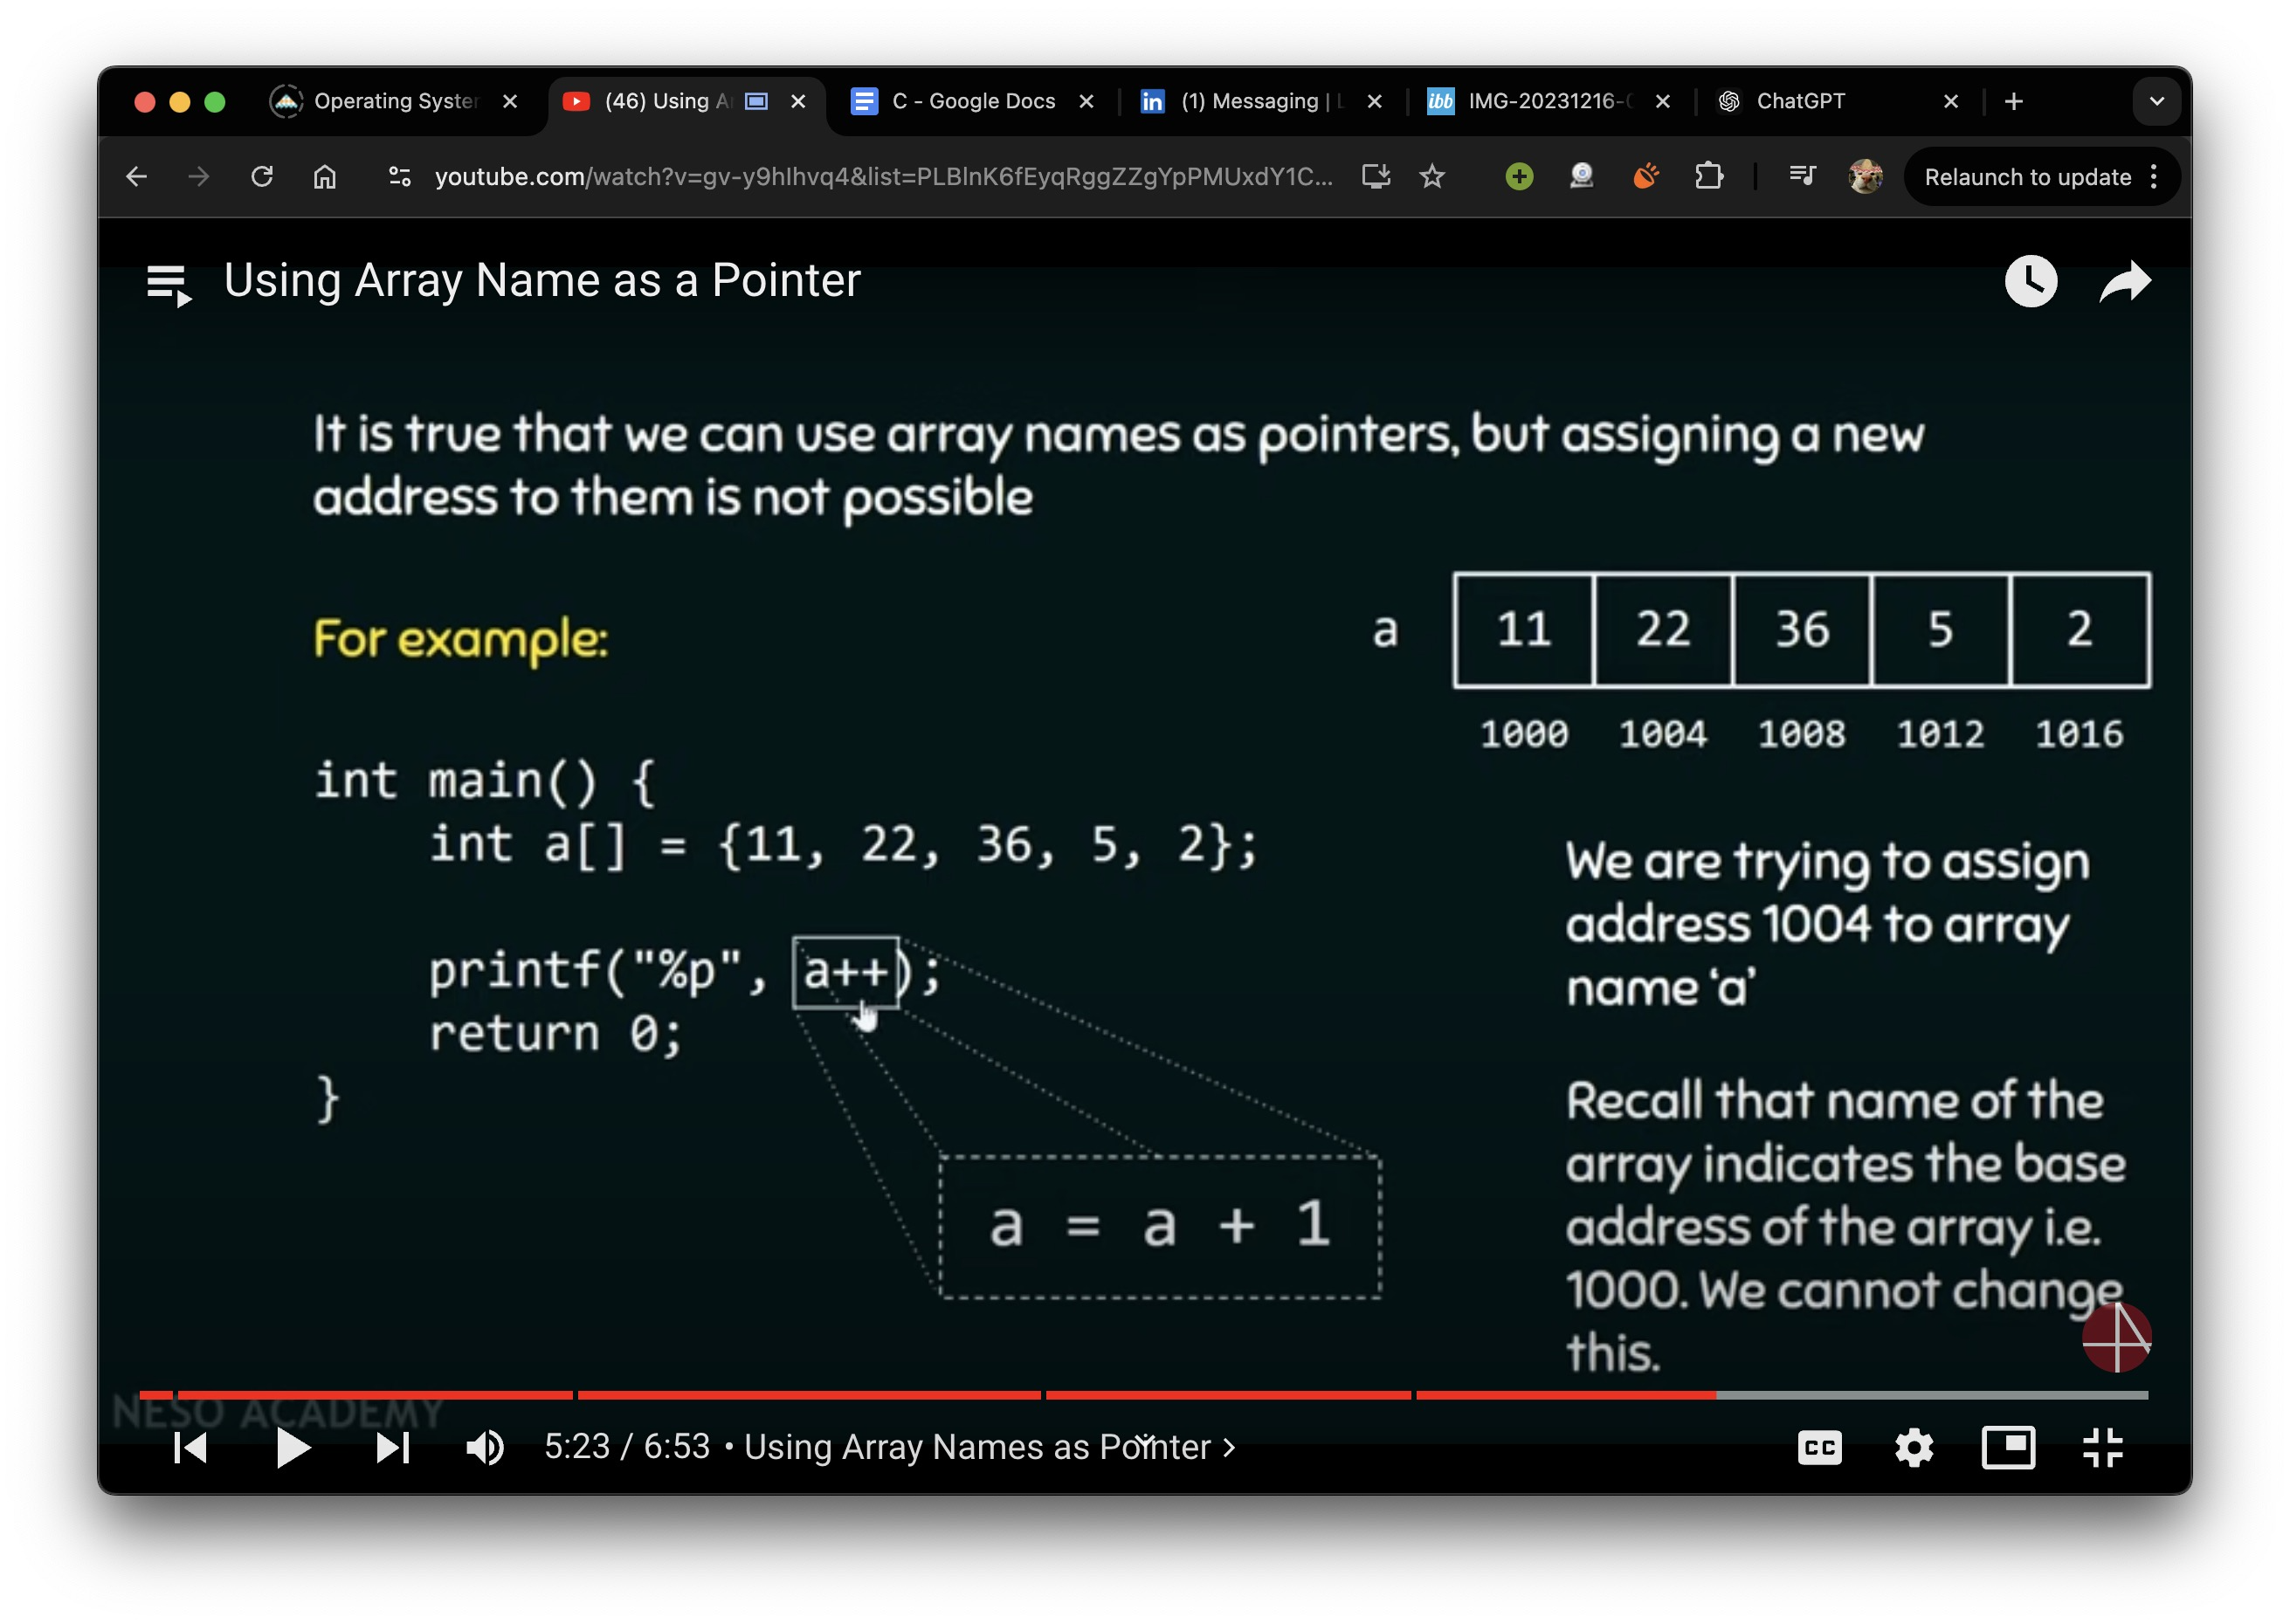 Operating Syste
(46) Using A
C - Google Docs
(1) Messaging | L
IMG-20231216-
ChatGPT
youtube.com/watch?v=gv-y9hIhvq4&list=PLBlnK6fEyqRggZZgYpPMUxdY1C...
Relaunch to update
Using Array Name as a Pointer
It is true that we can use array names as pointers, but assigning a new
address to them is not possible
For example:
a 11 22 36 5 2
1000 1004 1008 1012 1016
int main() {
int a[] = {11, 22, 36, 5, 2};
printf("%p", a++);
return 0;
}
a = a + 1
We are trying to assign
address 1004 to array
name ‘a’
Recall that name of the
array indicates the base
address of the array i.e.
1000. We cannot change
this.
NESO ACADEMY
5:23 / 6:53 • Using Array Names as Pointer >
CC